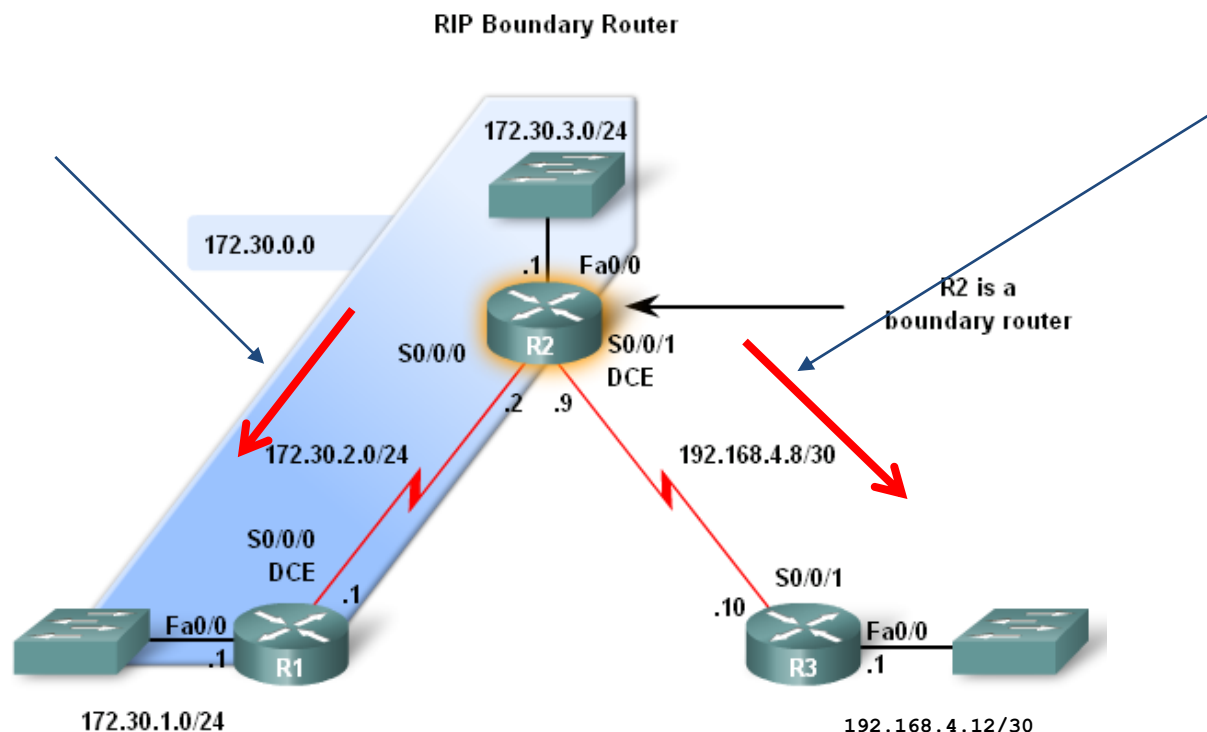 RIP Boundary Router
172.30.3.0/24
172.30.0.0
.1
Fa0/0
R2 is a
boundary router
R2
S0/0/0
S0/0/1
DCE
.2
.9
172.30.2.0/24
192.168.4.8/30
S0/0/0
DCE
.1
S0/0/1
.10
Fa0/0
.1
R1
R3
Fa0/0
.1
172.30.1.0/24
192.168.4.12/30